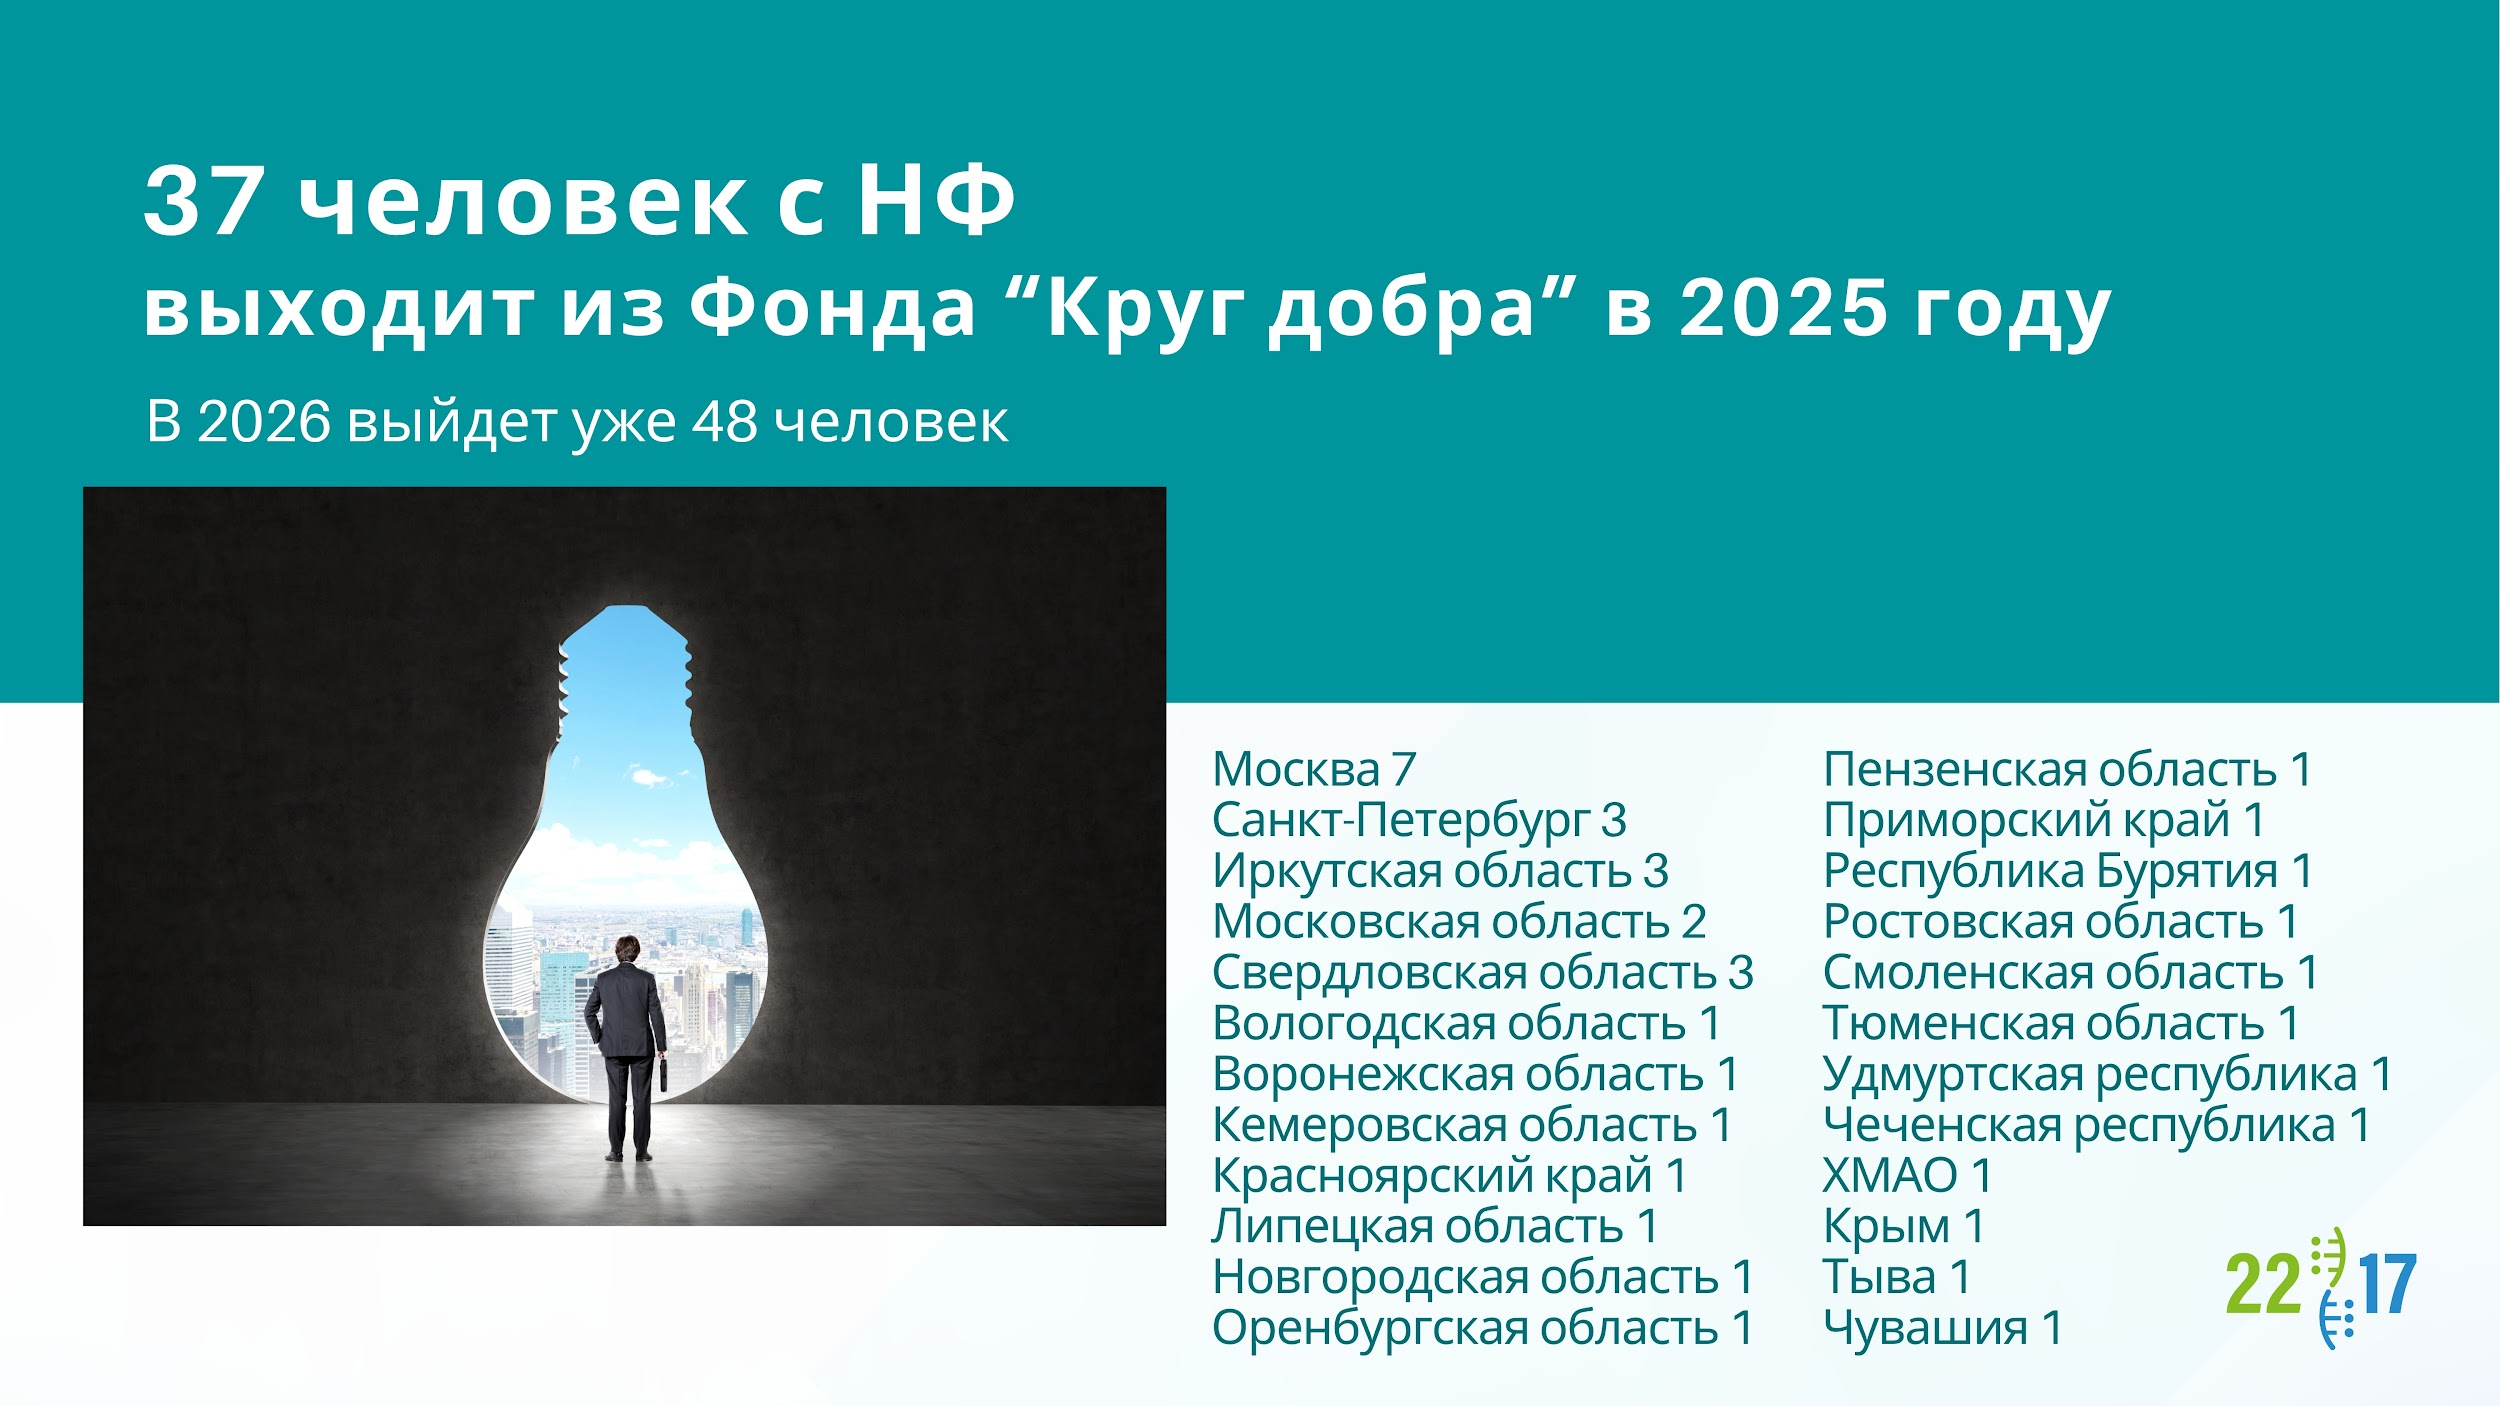 37 человек с НФ
выходит из Фонда “Круг добра” в 2025 году
В 2026 выйдет уже 48 человек
Москва 7
Санкт-Петербург 3
Иркутская область 3
Московская область 2
Свердловская область 3
Вологодская область 1
Воронежская область 1
Кемеровская область 1
Красноярский край 1
Липецкая область 1
Новгородская область 1
Оренбургская область 1
Пензенская область 1
Приморский край 1
Республика Бурятия 1
Ростовская область 1
Смоленская область 1
Тюменская область 1
Удмуртская республика 1
Чеченская республика 1
ХМАО 1
Крым 1
Тыва 1
Чувашия 1
22 17